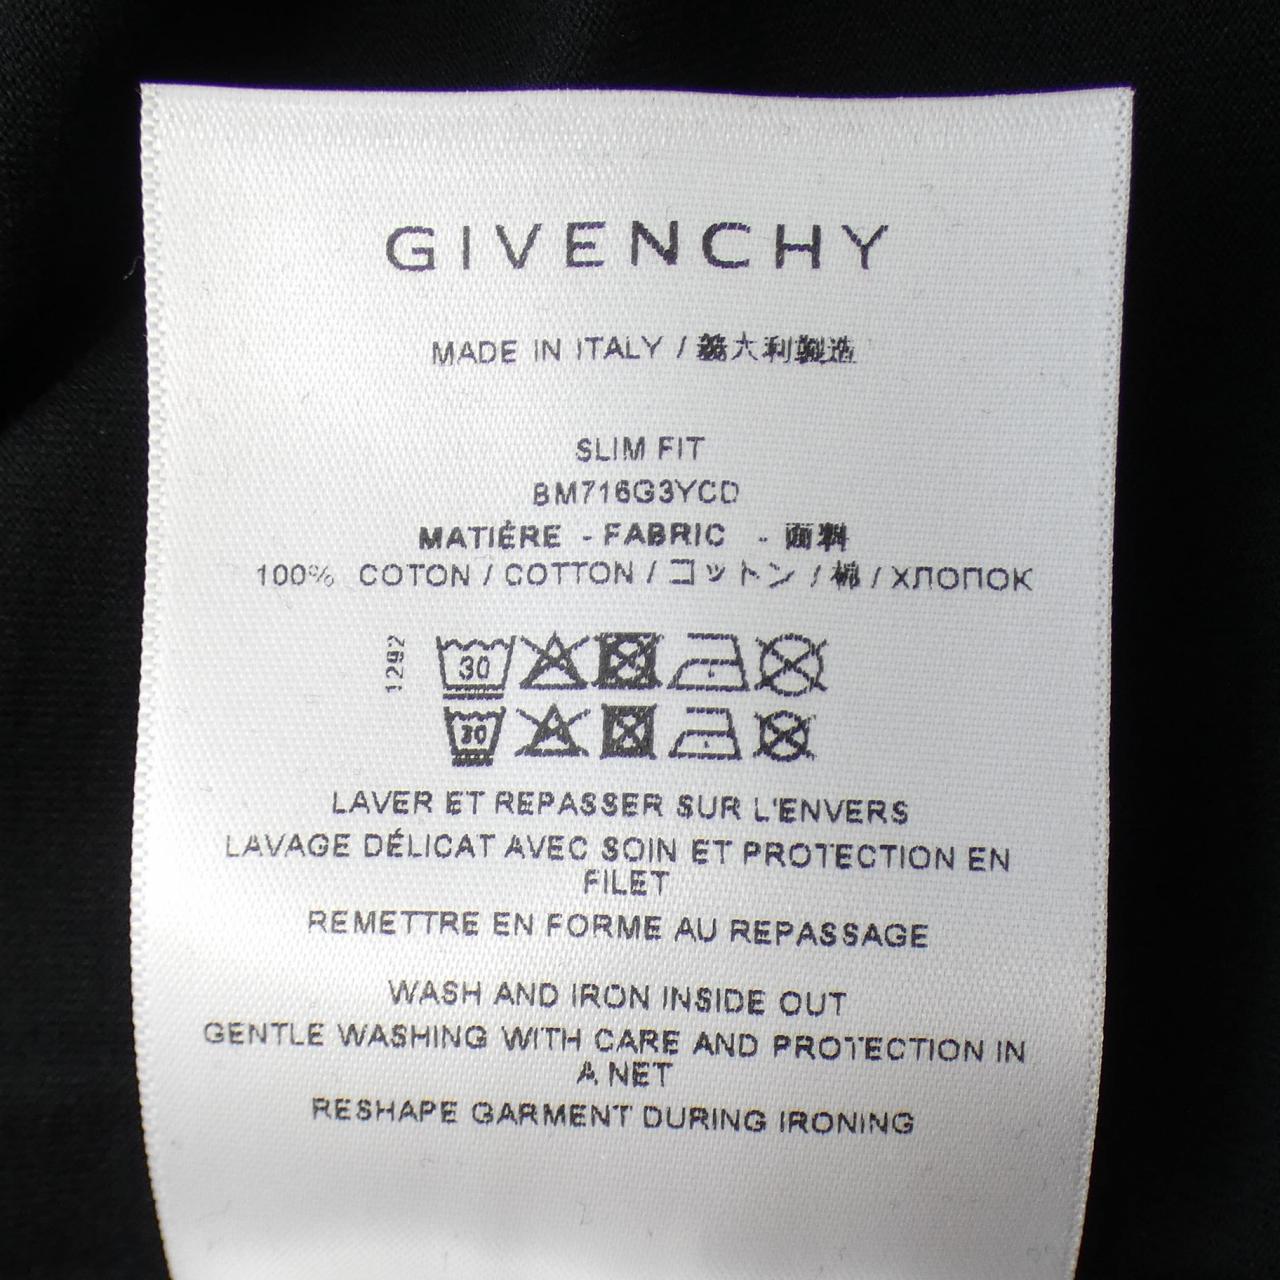 GIVENCHY
MADE IN ITALY / 義大利製造
SLIM FIT
BM716G3YCD
MATIÈRE - FABRIC - 面料
100% COTON / COTTON / コットン / 棉 / ХЛОПОК
1292
30
30
LAVER ET REPASSER SUR L'ENVERS
LAVAGE DÉLICAT AVEC SOIN ET PROTECTION EN
FILET
REMETTRE EN FORME AU REPASSAGE
WASH AND IRON INSIDE OUT
GENTLE WASHING WITH CARE AND PROTECTION IN
A NET
RESHAPE GARMENT DURING IRONING